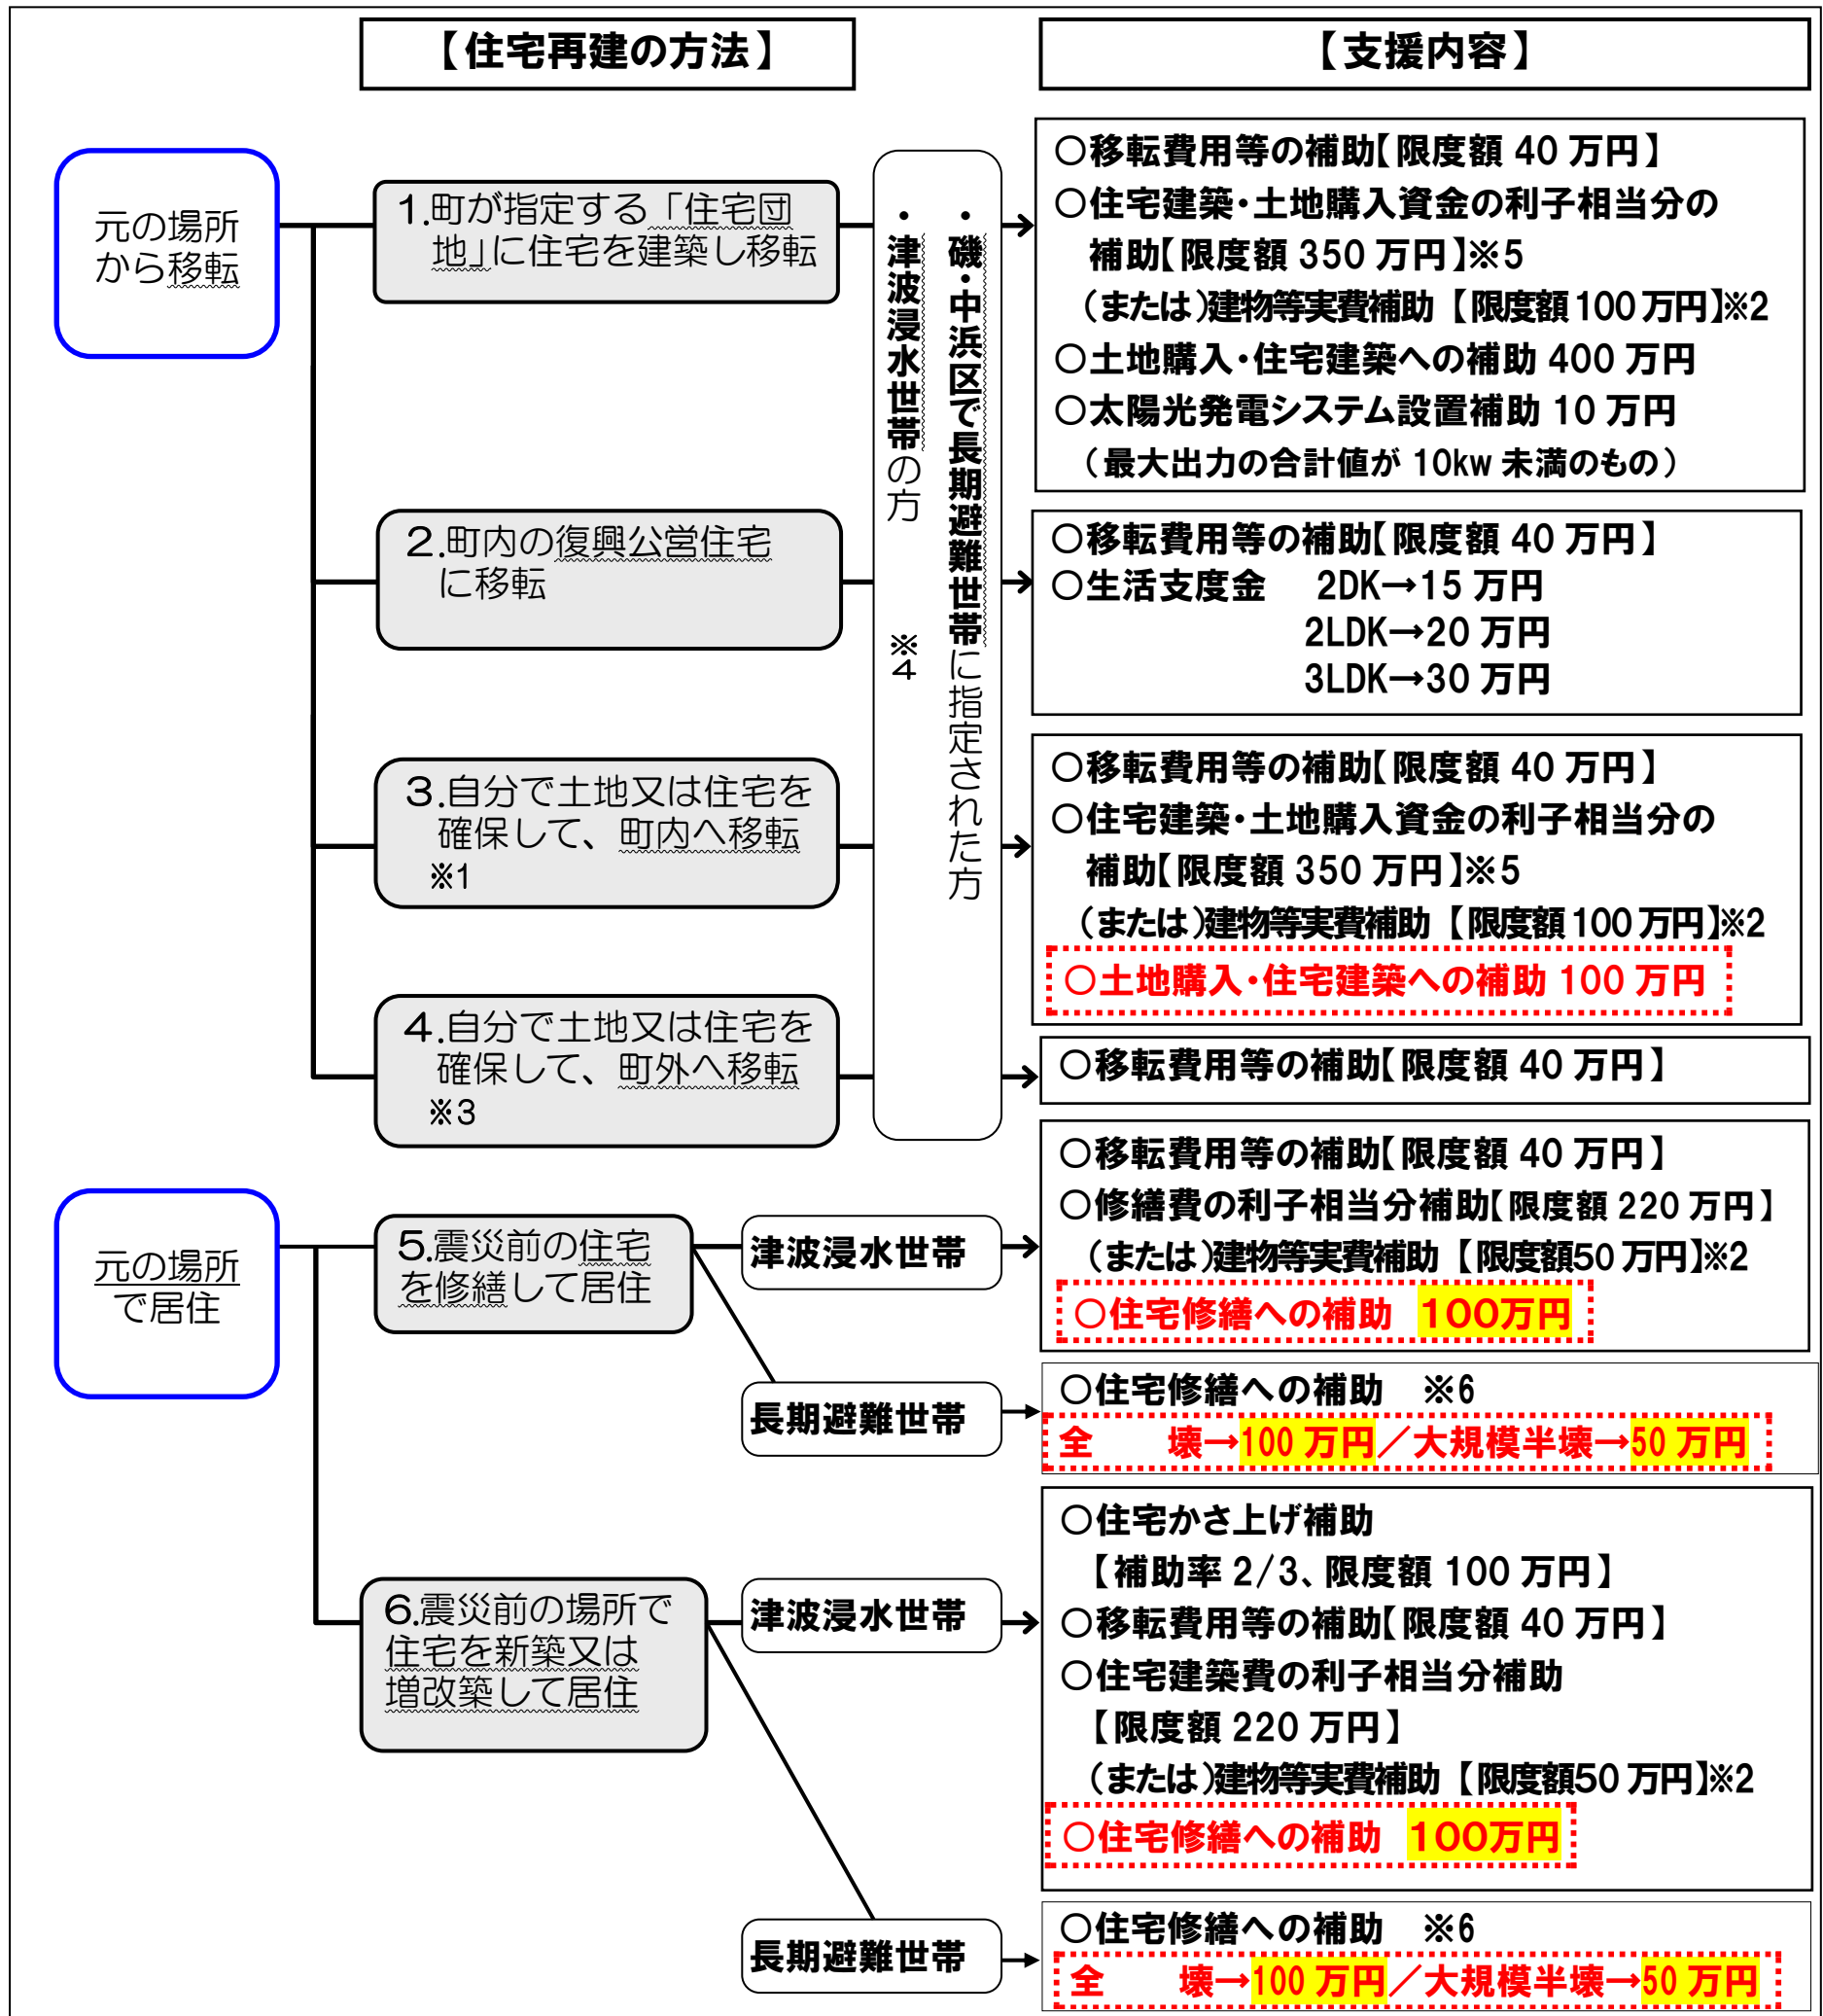 【住宅再建の方法】
【支援内容】
元の場所
から移転
1.町が指定する「住宅団
地」に住宅を建築し移転
2.町内の復興公営住宅
に移転
3.自分で土地又は住宅を
確保して、町内へ移転
※1
4.自分で土地又は住宅を
確保して、町外へ移転
※3
・磯・中浜区で長期避難世帯に指定された方
・津波浸水世帯の方 ※4
○移転費用等の補助【限度額 40 万円】
○住宅建築・土地購入資金の利子相当分の
補助【限度額 350 万円】※5
（または）建物等実費補助【限度額100 万円】※2
○土地購入・住宅建築への補助 400 万円
○太陽光発電システム設置補助 10 万円
（最大出力の合計値が 10kw 未満のもの）
○移転費用等の補助【限度額 40 万円】
○生活支度金 2DK→15 万円
2LDK→20 万円
3LDK→30 万円
○移転費用等の補助【限度額 40 万円】
○住宅建築・土地購入資金の利子相当分の
補助【限度額 350 万円】※5
（または）建物等実費補助【限度額100 万円】※2
○土地購入・住宅建築への補助 100 万円
○移転費用等の補助【限度額 40 万円】
元の場所
で居住
5.震災前の住宅
を修繕して居住
津波浸水世帯
○移転費用等の補助【限度額 40 万円】
○修繕費の利子相当分補助【限度額 220 万円】
（または）建物等実費補助【限度額50 万円】※2
○住宅修繕への補助 100万円
長期避難世帯
○住宅修繕への補助 ※6
全 壊→100 万円／大規模半壊→50 万円
6.震災前の場所で
住宅を新築又は
増改築して居住
津波浸水世帯
○住宅かさ上げ補助
【補助率 2/3、限度額 100 万円】
○移転費用等の補助【限度額 40 万円】
○住宅建築費の利子相当分補助
【限度額 220 万円】
（または）建物等実費補助【限度額50 万円】※2
○住宅修繕への補助 100万円
長期避難世帯
○住宅修繕への補助 ※6
全 壊→100 万円／大規模半壊→50 万円